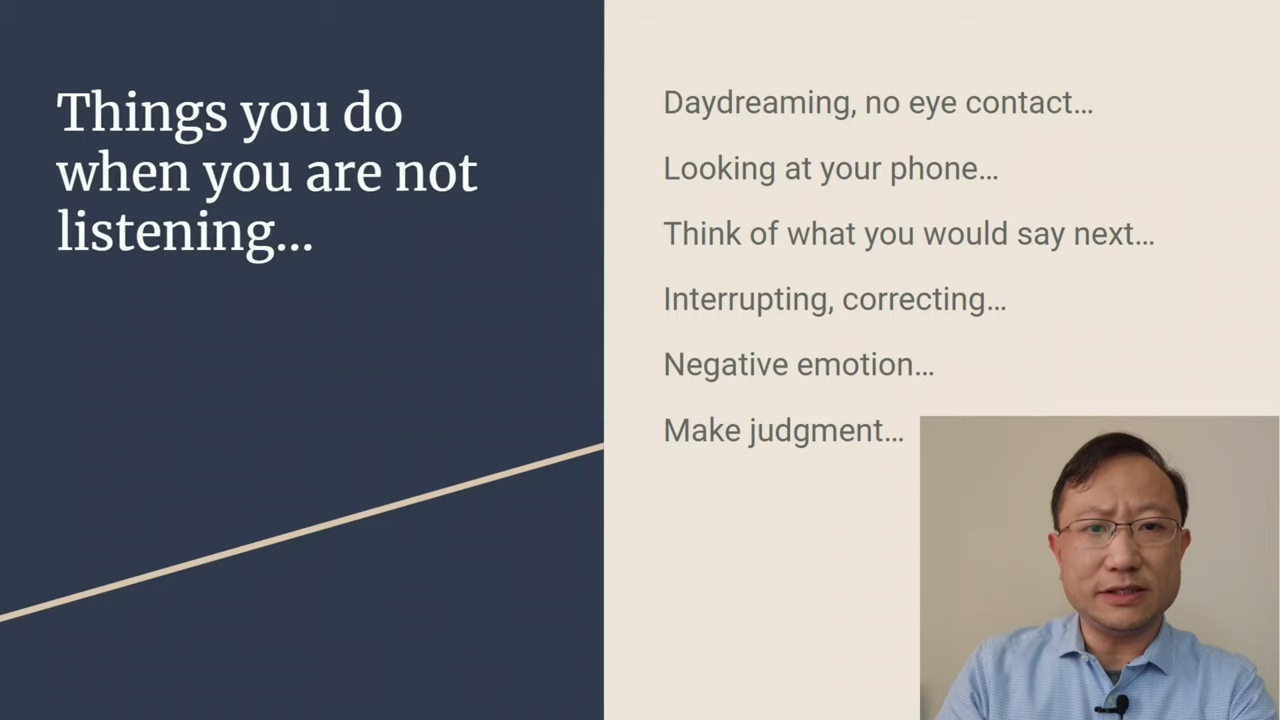 Things you do
when you are not
listening...
Daydreaming, no eye contact...
Looking at your phone...
Think of what you would say next...
Interrupting, correcting...
Negative emotion...
Make judgment...